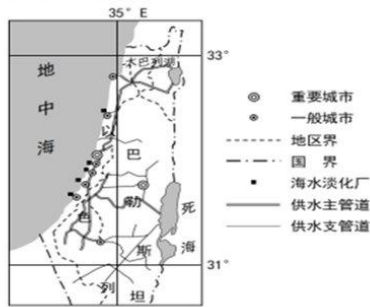 35° E
33°
太巴列湖
地中海
以色列
巴勒斯坦
死海
31°
重要城市
一般城市
地区界
国 界
海水淡化厂
供水主管道
供水支管道